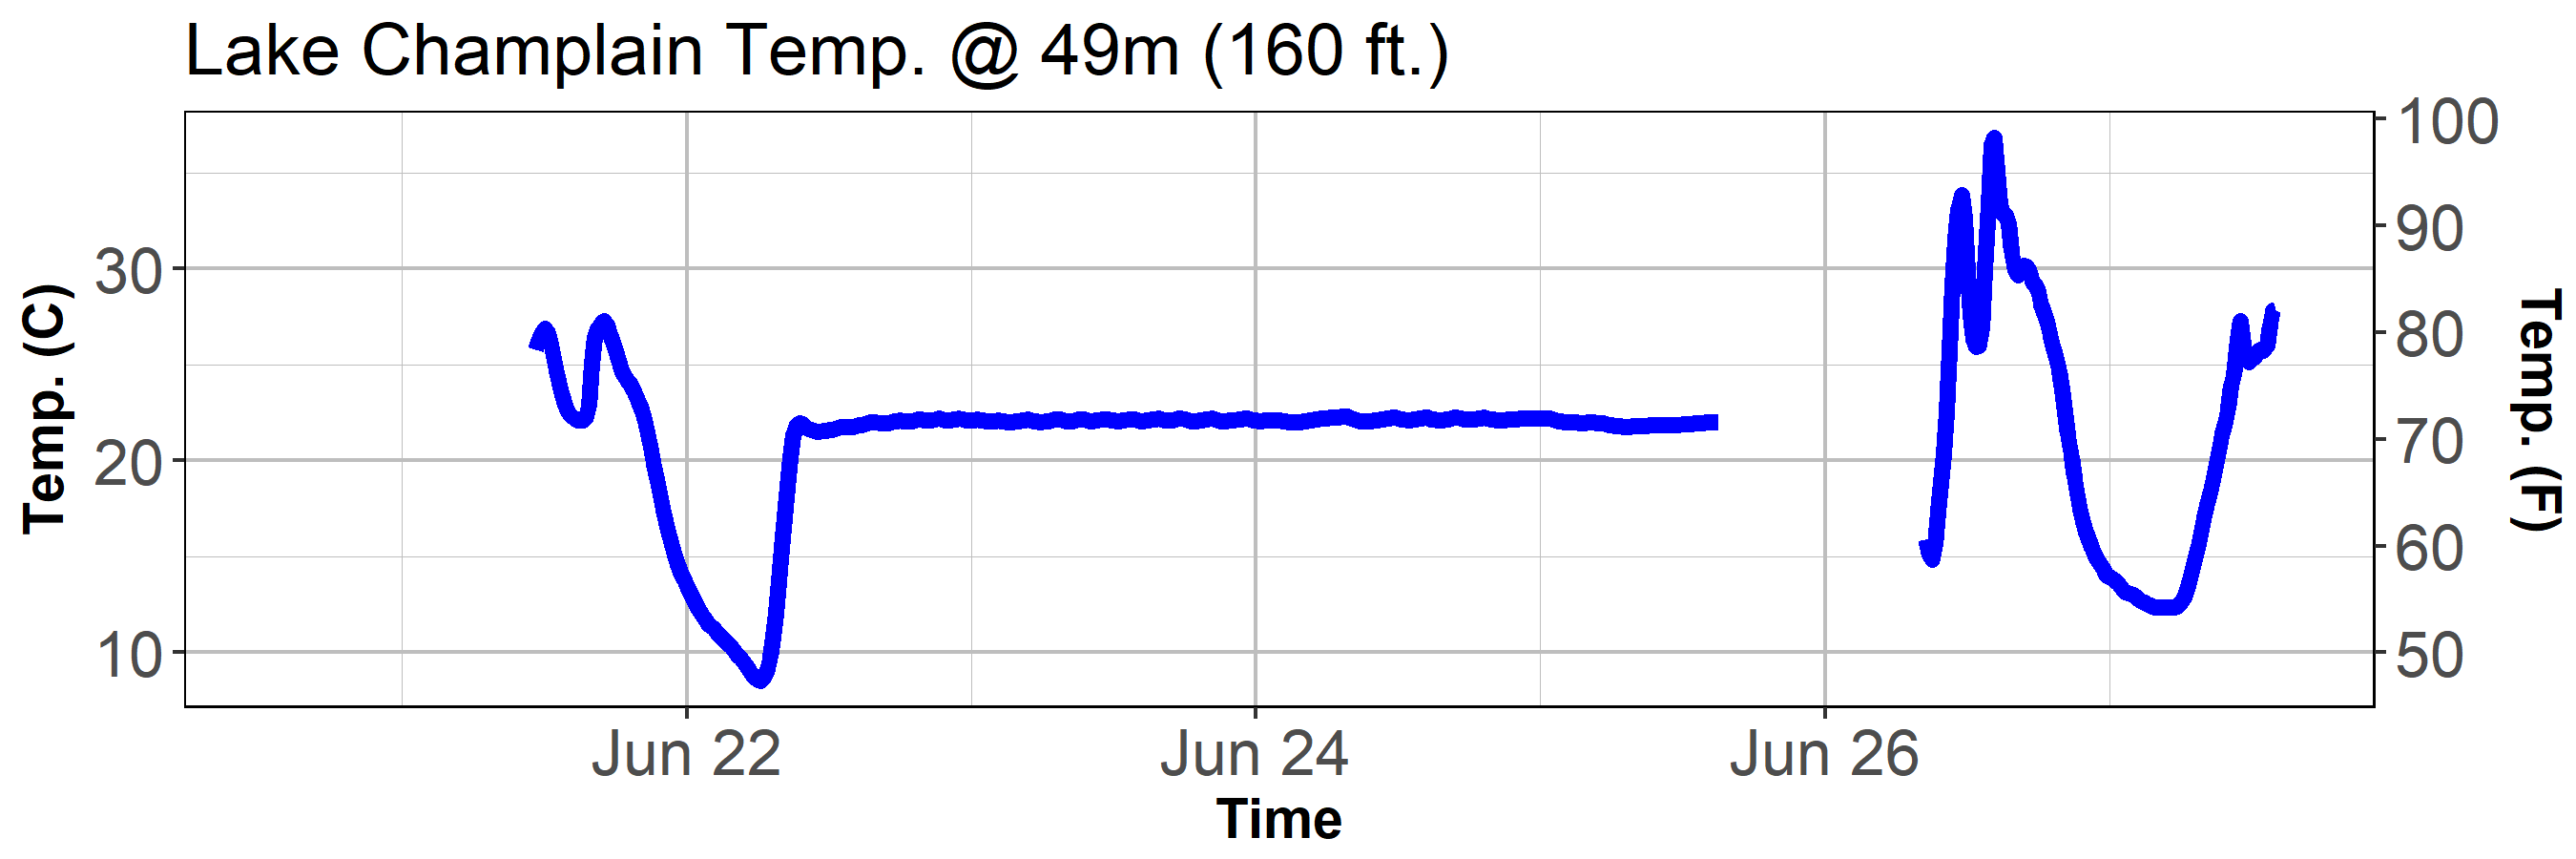 Lake Champlain Temp. @ 49m (160 ft.)
Temp. (C)
30
20
10
100
90
80
70
60
50
Temp. (F)
Jun 22
Jun 24
Jun 26
Time